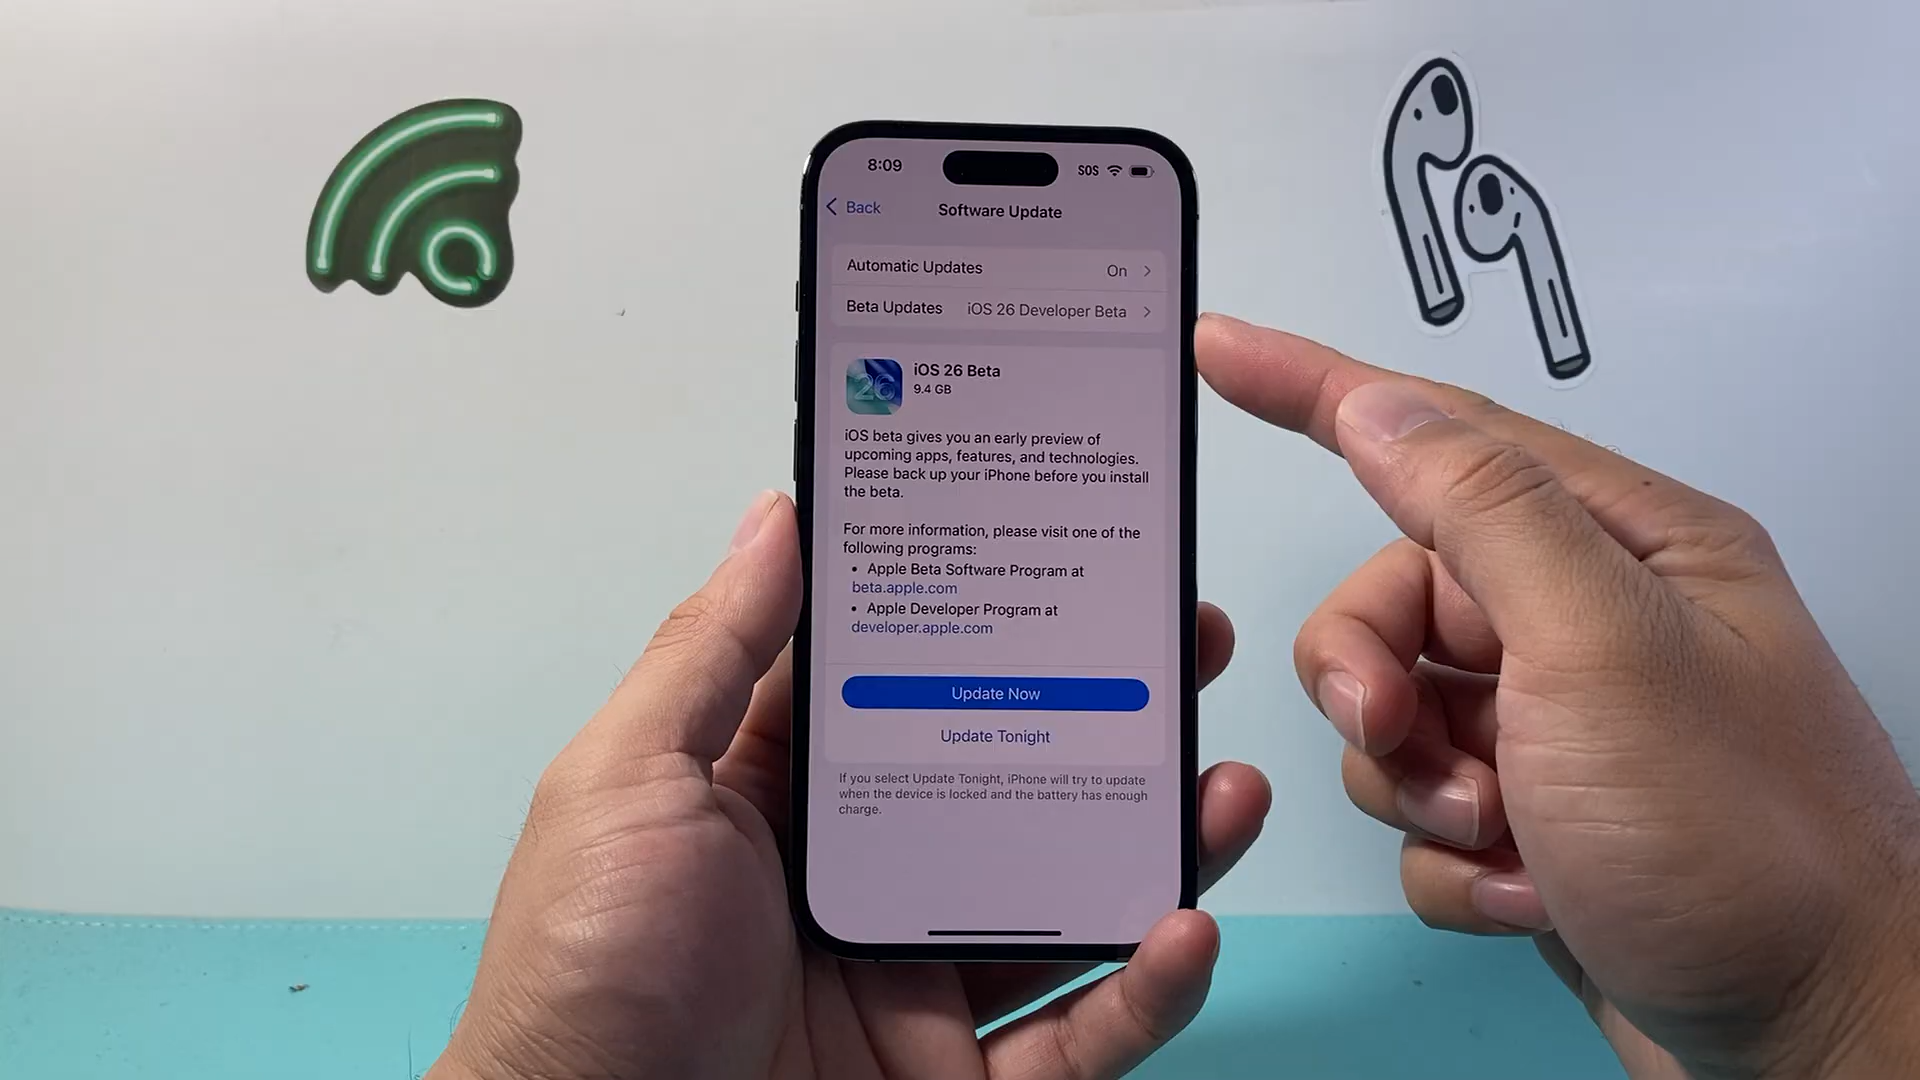 8:09
SOS
Back
Software Update
Automatic Updates On
Beta Updates iOS 26 Developer Beta
26
iOS 26 Beta
9.4 GB
iOS beta gives you an early preview of
upcoming apps, features, and technologies.
Please back up your iPhone before you install
the beta.
For more information, please visit one of the
following programs:
• Apple Beta Software Program at
beta.apple.com
• Apple Developer Program at
developer.apple.com
Update Now
Update Tonight
If you select Update Tonight, iPhone will try to update
when the device is locked and the battery has enough
charge.